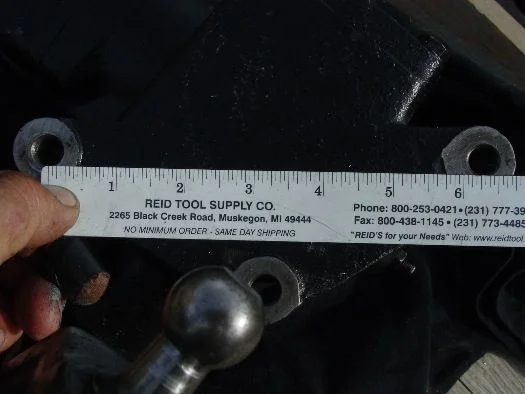 1 2 3 4 5 6
REID TOOL SUPPLY CO.
2265 Black Creek Road, Muskegon, MI 49444
NO MINIMUM ORDER - SAME DAY SHIPPING
Phone: 800-253-0421 • (231) 777-39
Fax: 800-438-1145 • (231) 773-4485
"REID'S for your Needs" Web: www.reidtool.